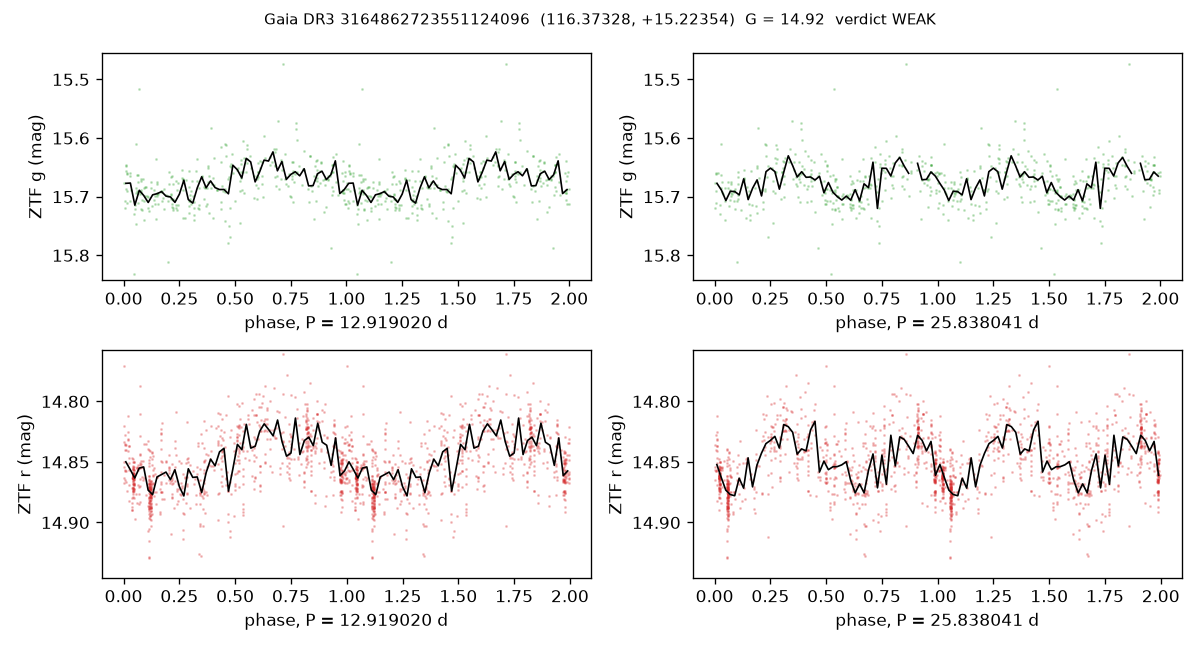 Gaia DR3 3164862723551124096 (116.37328, +15.22354) G = 14.92 verdict WEAK
ZTF g (mag)
15.5
15.6
15.7
15.8
0.00 0.25 0.50 0.75 1.00 1.25 1.50 1.75 2.00
phase, P = 12.919020 d
ZTF g (mag)
15.5
15.6
15.7
15.8
0.00 0.25 0.50 0.75 1.00 1.25 1.50 1.75 2.00
phase, P = 25.838041 d
ZTF r (mag)
14.80
14.85
14.90
0.00 0.25 0.50 0.75 1.00 1.25 1.50 1.75 2.00
phase, P = 12.919020 d
ZTF r (mag)
14.80
14.85
14.90
0.00 0.25 0.50 0.75 1.00 1.25 1.50 1.75 2.00
phase, P = 25.838041 d